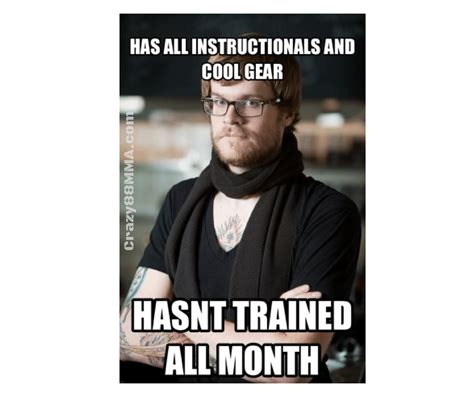 HAS ALL INSTRUCTIONALS AND
COOL GEAR
Crazy88MMA.com
HASNT TRAINED
ALL MONTH